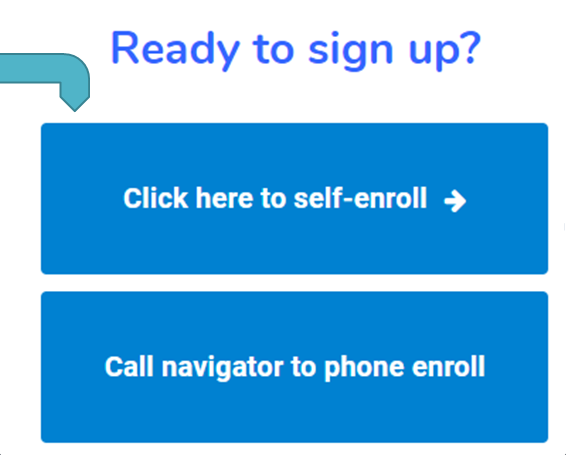 Ready to sign up?
Click here to self-enroll
Call navigator to phone enroll